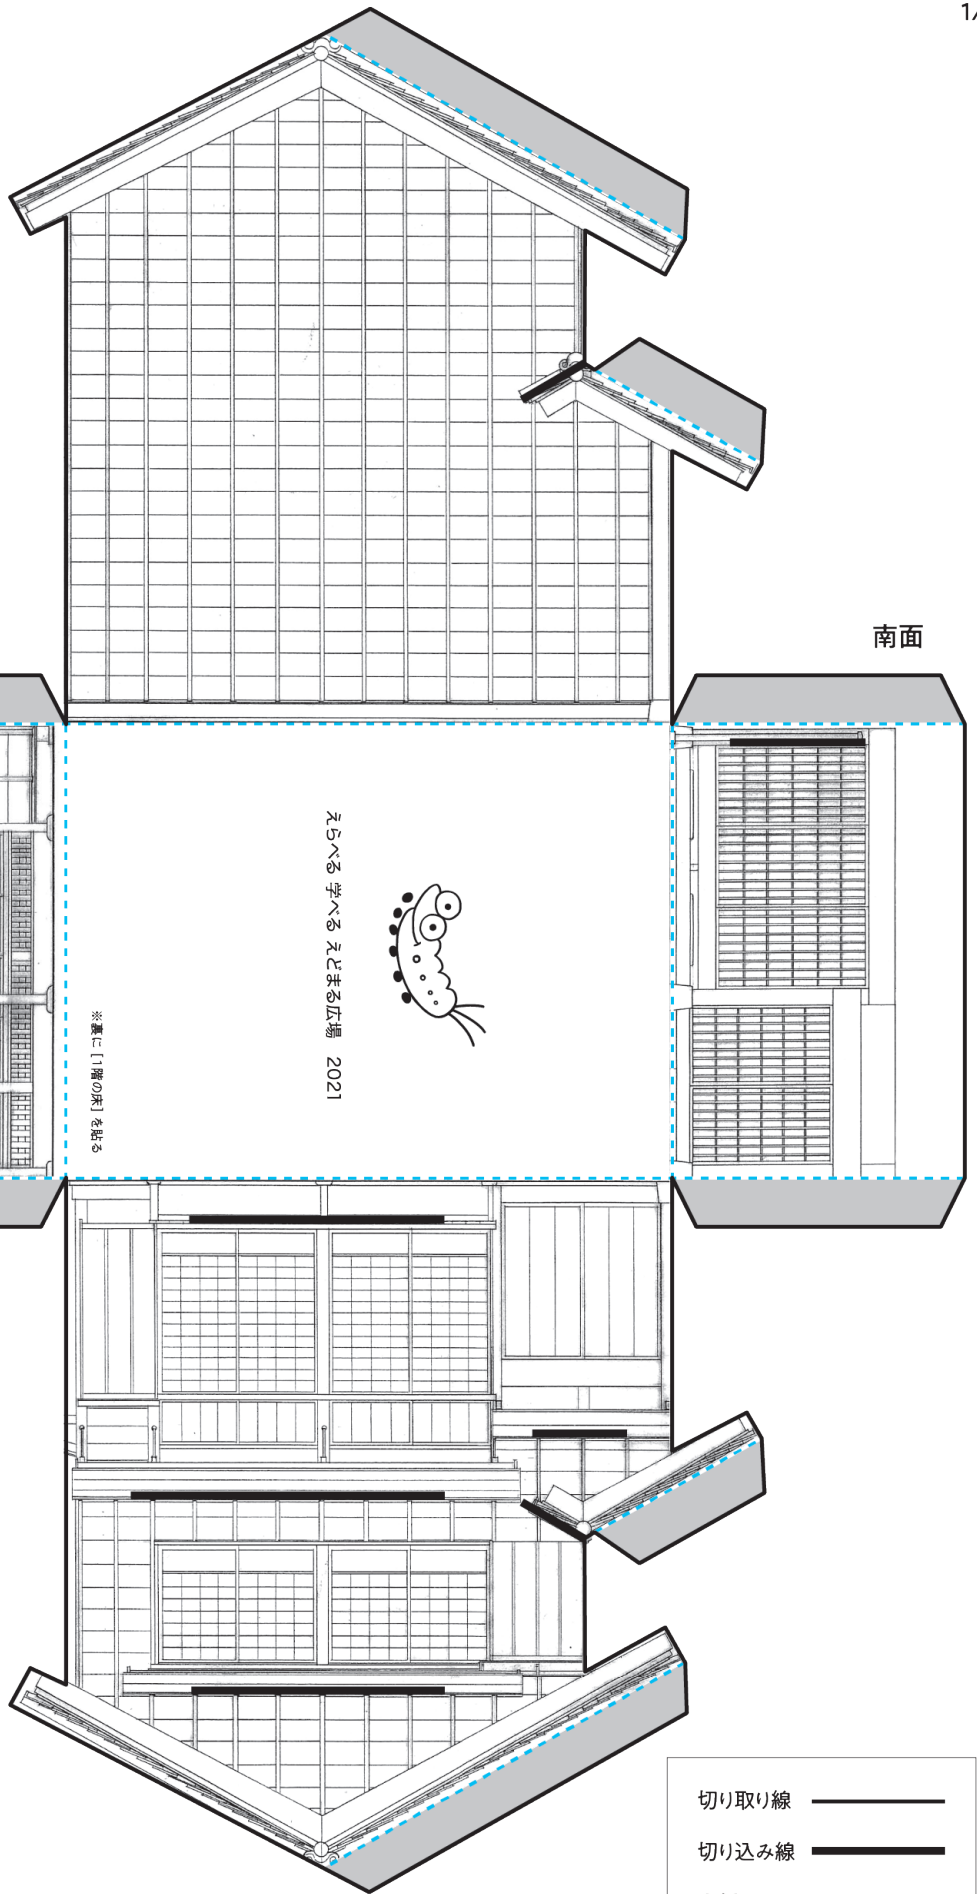 1/
南面
えらべる 学べる えどまる広場 2021
※裏に [1階の床] を貼る
切り取り線
切り込み線